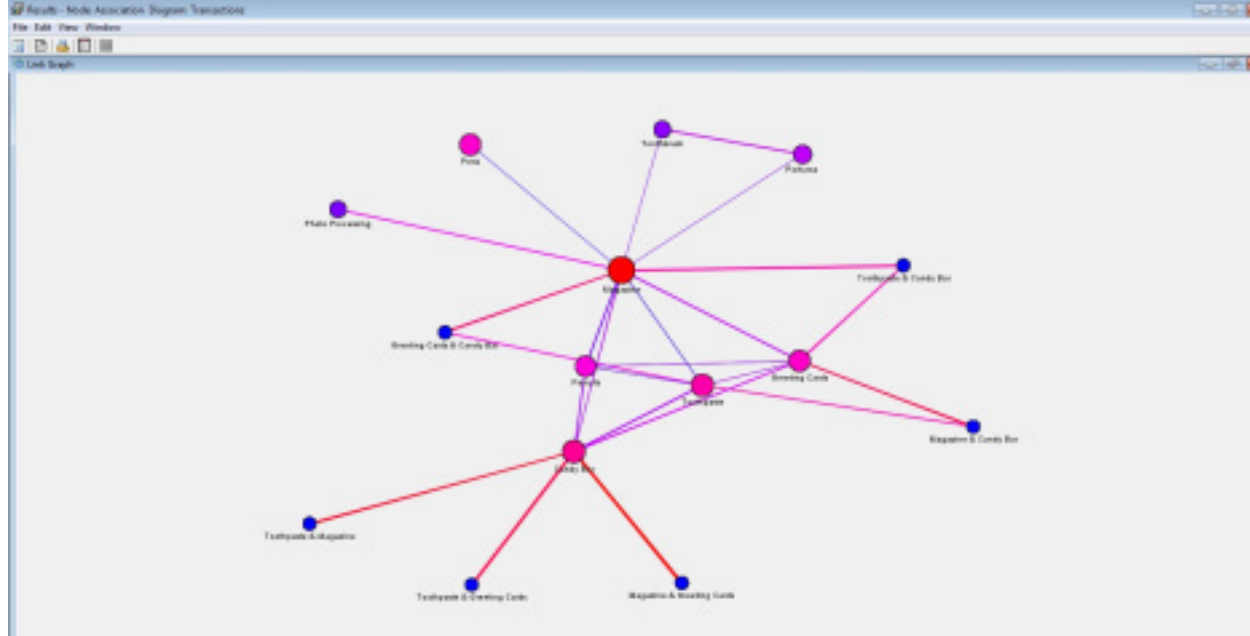 Results - Node: Association Diagram: Transactions
File Edit View Window
Link Graph
Toothbrush
Pens
Perfume
Photo Processing
Toothpaste & Candy Bar
Magazine
Greeting Cards & Candy Bar
Greeting Cards
Pencils
Toothpaste
Magazine & Candy Bar
Candy Bar
Toothpaste & Magazine
Toothpaste & Greeting Cards
Magazine & Greeting Cards